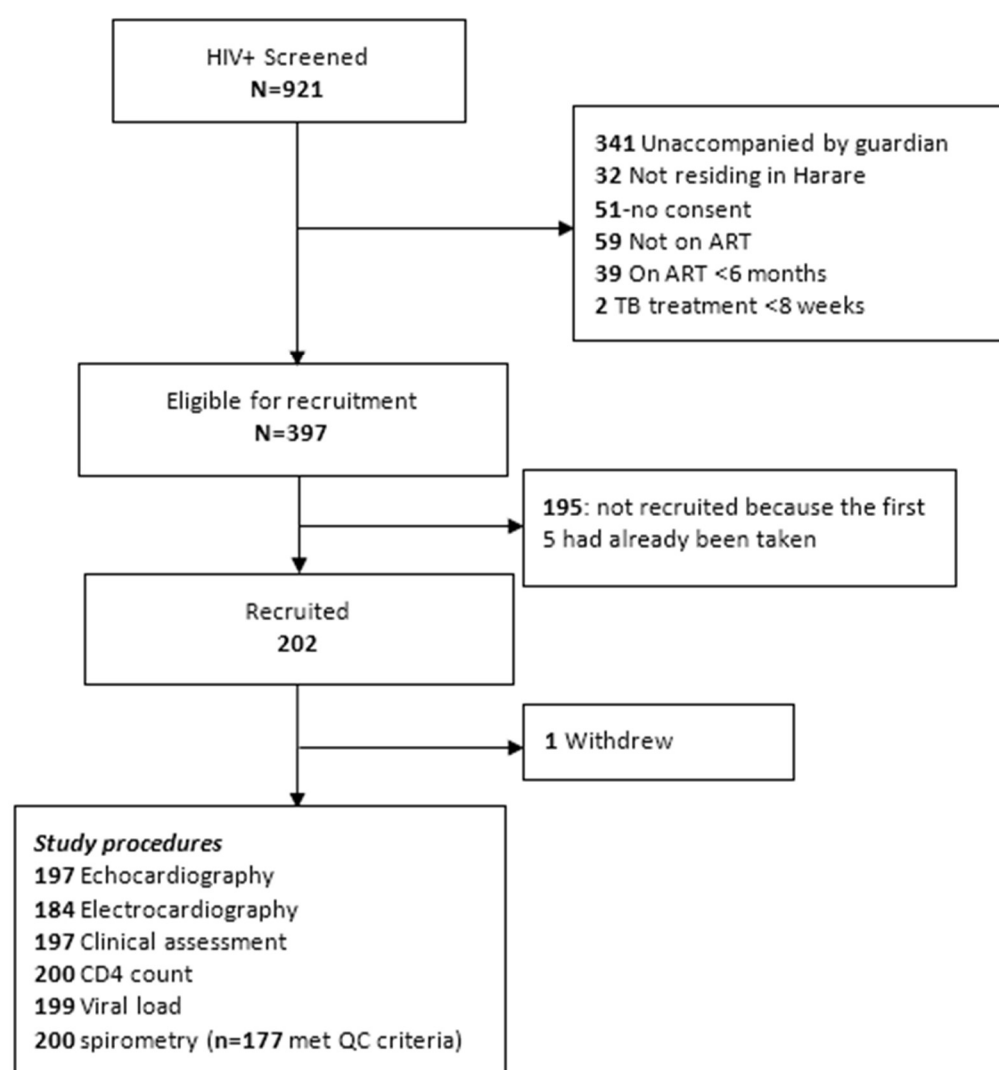 HIV+ Screened
N=921
341 Unaccompanied by guardian
32 Not residing in Harare
51-no consent
59 Not on ART
39 On ART <6 months
2 TB treatment <8 weeks
Eligible for recruitment
N=397
195: not recruited because the first
5 had already been taken
Recruited
202
1 Withdrew
Study procedures
197 Echocardiography
184 Electrocardiography
197 Clinical assessment
200 CD4 count
199 Viral load
200 spirometry (n=177 met QC criteria)